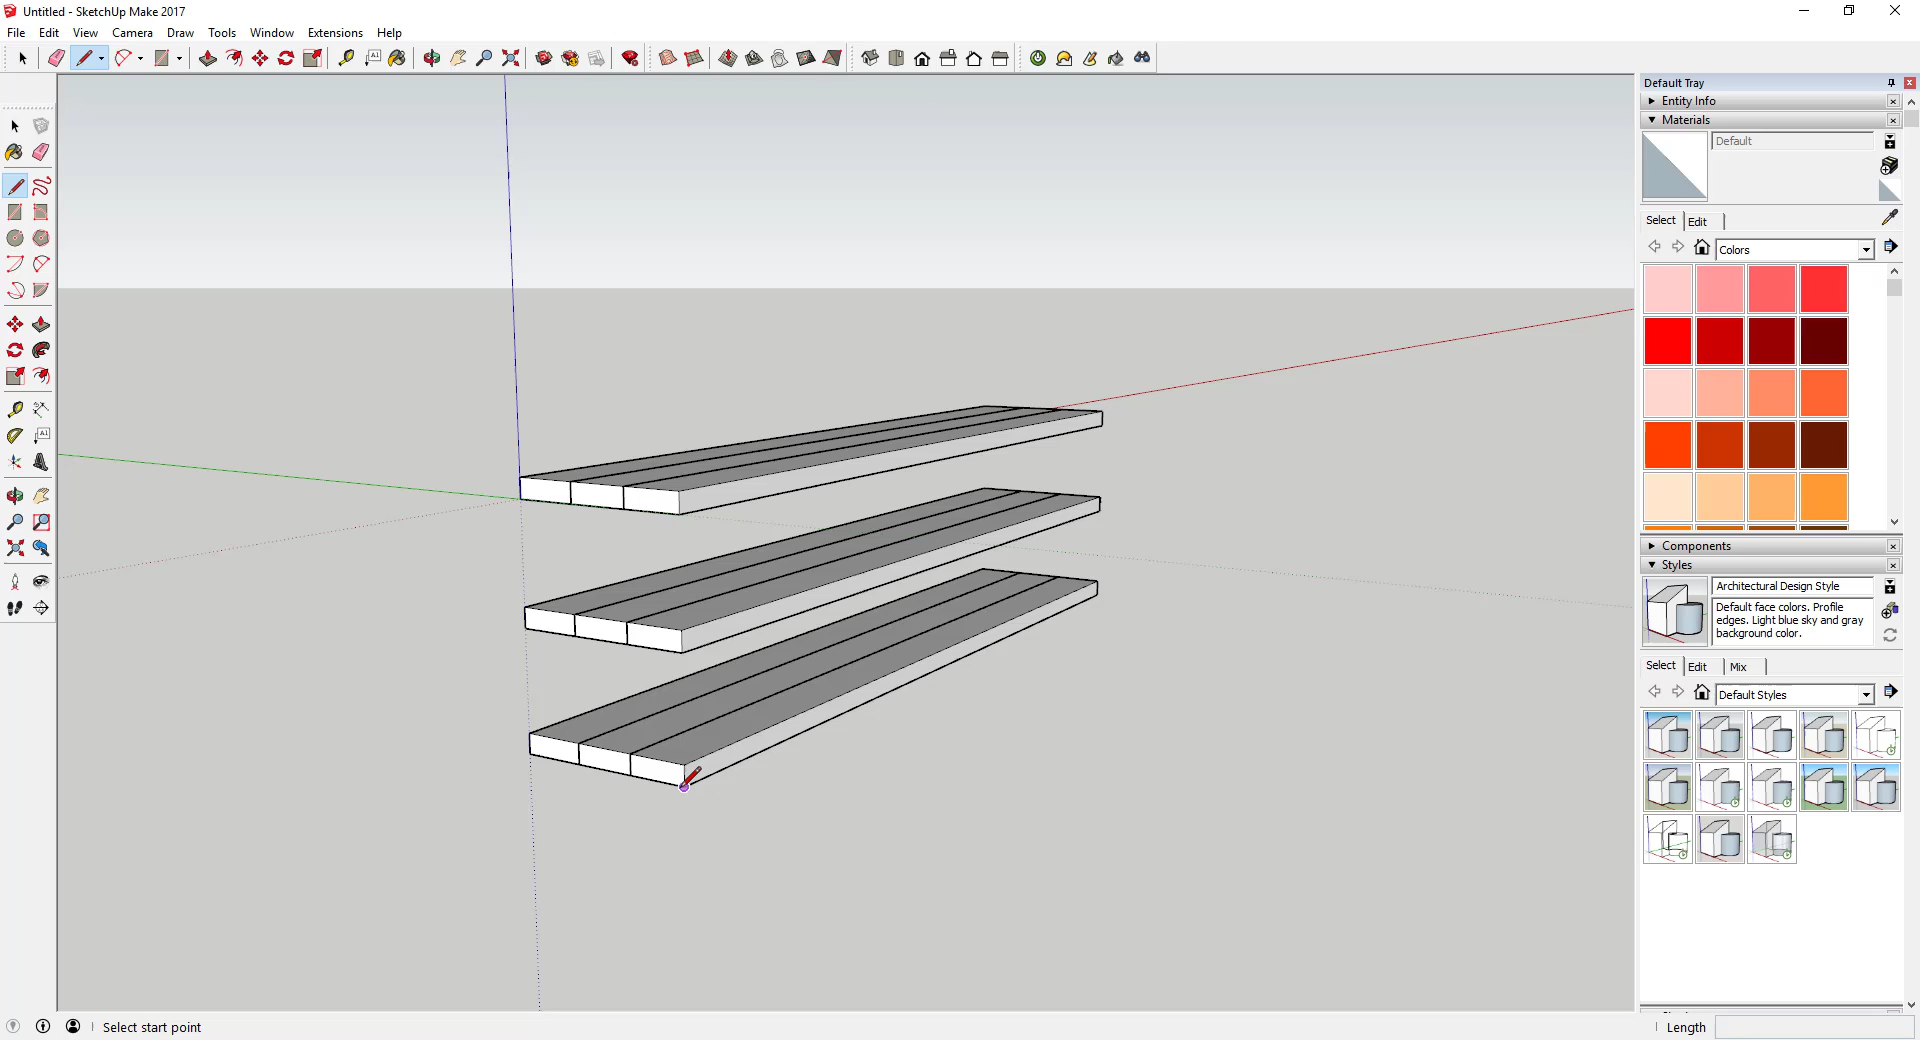 Untitled - SketchUp Make 2017
File Edit View Camera Draw Tools Window Extensions Help
A1
Default Tray
Entity Info
Materials
Default
Select Edit
Colors
A1
Components
Styles
Architectural Design Style
Default face colors. Profile
edges. Light blue sky and gray
background color.
Select Edit Mix
Default Styles
Select start point
Length